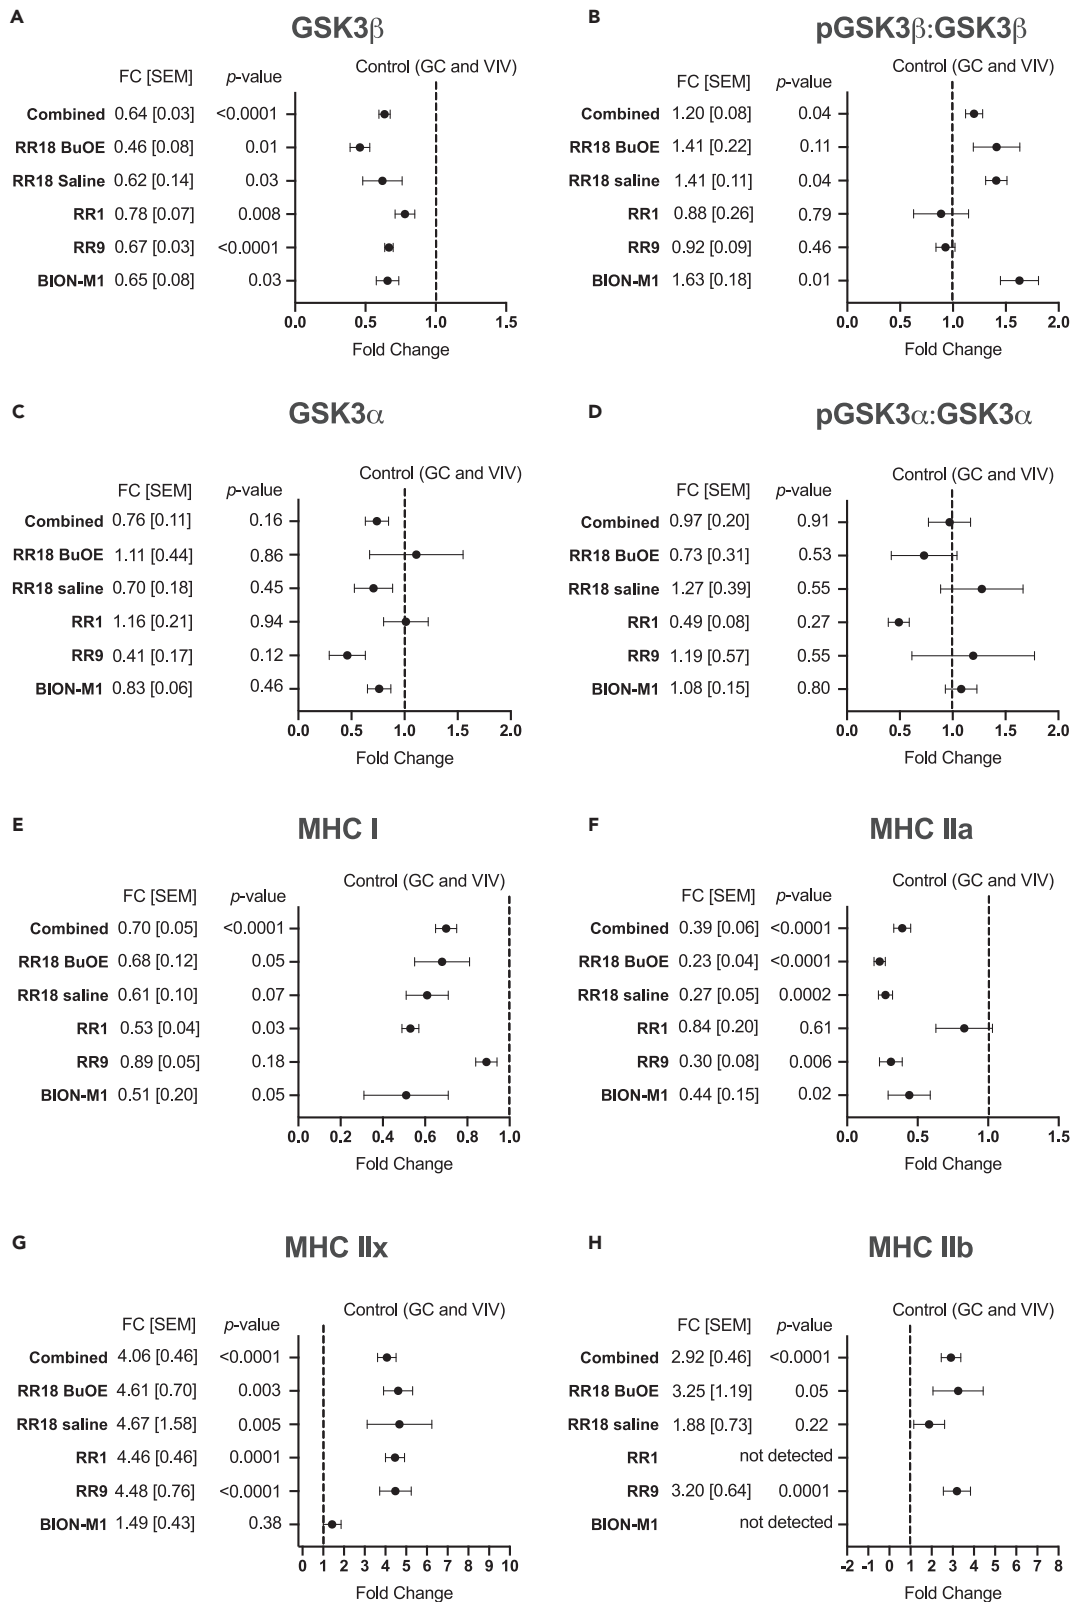 A
GSK3β
FC [SEM] p-value Control (GC and VIV)
Combined 0.64 [0.03] <0.0001
RR18 BuOE 0.46 [0.08] 0.01
RR18 Saline 0.62 [0.14] 0.03
RR1 0.78 [0.07] 0.008
RR9 0.67 [0.03] <0.0001
BION-M1 0.65 [0.08] 0.03
0.0 0.5 1.0 1.5
Fold Change
B
pGSK3β:GSK3β
FC [SEM] p-value Control (GC and VIV)
Combined 1.20 [0.08] 0.04
RR18 BuOE 1.41 [0.22] 0.11
RR18 saline 1.41 [0.11] 0.04
RR1 0.88 [0.26] 0.79
RR9 0.92 [0.09] 0.46
BION-M1 1.63 [0.18] 0.01
0.0 0.5 1.0 1.5 2.0
Fold Change
C
GSK3α
Control (GC and VIV)
FC [SEM] p-value
Combined 0.76 [0.11] 0.16
RR18 BuOE 1.11 [0.44] 0.86
RR18 saline 0.70 [0.18] 0.45
RR1 1.16 [0.21] 0.94
RR9 0.41 [0.17] 0.12
BION-M1 0.83 [0.06] 0.46
0.0 0.5 1.0 1.5 2.0
Fold Change
D
pGSK3α:GSK3α
Control (GC and VIV)
FC [SEM] p-value
Combined 0.97 [0.20] 0.91
RR18 BuOE 0.73 [0.31] 0.53
RR18 saline 1.27 [0.39] 0.55
RR1 0.49 [0.08] 0.27
RR9 1.19 [0.57] 0.55
BION-M1 1.08 [0.15] 0.80
0.0 0.5 1.0 1.5 2.0
Fold Change
E
MHC I
Control (GC and VIV)
FC [SEM] p-value
Combined 0.70 [0.05] <0.0001
RR18 BuOE 0.68 [0.12] 0.05
RR18 saline 0.61 [0.10] 0.07
RR1 0.53 [0.04] 0.03
RR9 0.89 [0.05] 0.18
BION-M1 0.51 [0.20] 0.05
0.0 0.2 0.4 0.6 0.8 1.0
Fold Change
F
MHC IIa
Control (GC and VIV)
FC [SEM] p-value
Combined 0.39 [0.06] <0.0001
RR18 BuOE 0.23 [0.04] <0.0001
RR18 saline 0.27 [0.05] 0.0002
RR1 0.84 [0.20] 0.61
RR9 0.30 [0.08] 0.006
BION-M1 0.44 [0.15] 0.02
0.0 0.5 1.0 1.5
Fold Change
G
MHC IIx
Control (GC and VIV)
FC [SEM] p-value
Combined 4.06 [0.46] <0.0001
RR18 BuOE 4.61 [0.70] 0.003
RR18 saline 4.67 [1.58] 0.005
RR1 4.46 [0.46] 0.0001
RR9 4.48 [0.76] <0.0001
BION-M1 1.49 [0.43] 0.38
0 1 2 3 4 5 6 7 8 9 10
Fold Change
H
MHC IIb
Control (GC and VIV)
FC [SEM] p-value
Combined 2.92 [0.46] <0.0001
RR18 BuOE 3.25 [1.19] 0.05
RR18 saline 1.88 [0.73] 0.22
RR1 not detected
RR9 3.20 [0.64] 0.0001
BION-M1 not detected
-2 -1 0 1 2 3 4 5 6 7 8
Fold Change